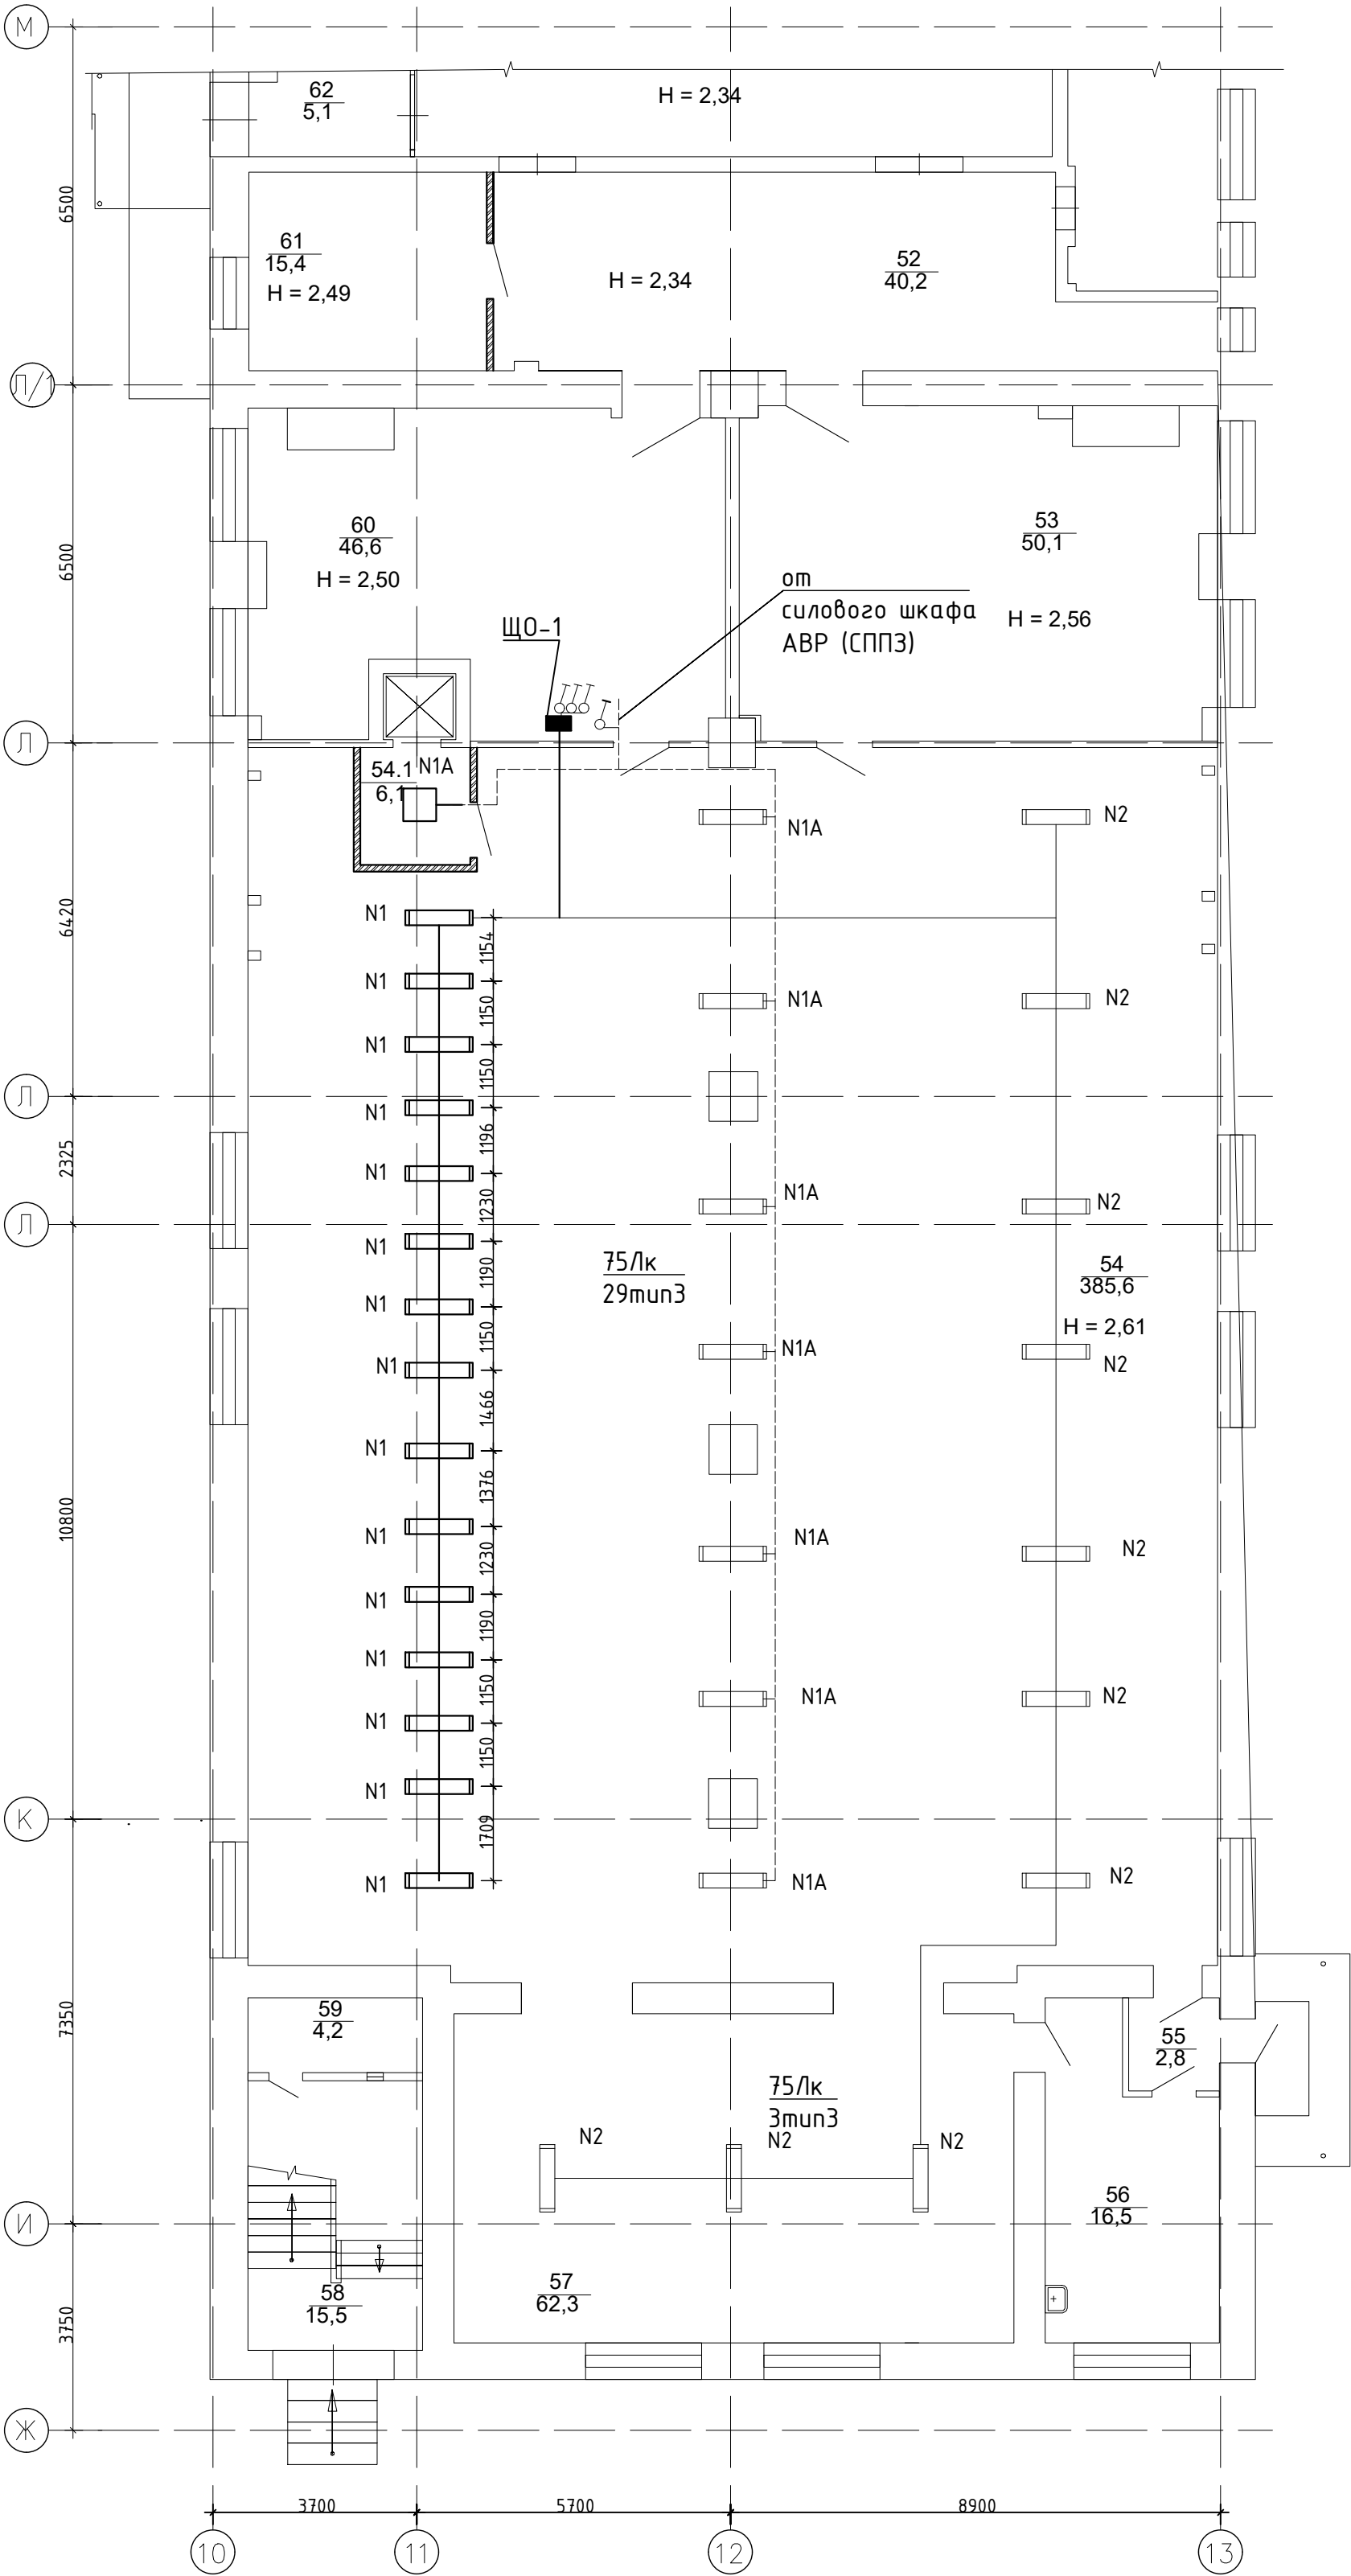 М
62
5,1
H = 2,34
6500
61
15,4
H = 2,49
H = 2,34
52
40,2
Л/1
6500
60
46,6
H = 2,50
53
50,1
H = 2,56
от
силового шкафа
АВР (СППЗ)
ЩО-1
Л
54.1
6,1
N1А
N1А
N2
6420
N1
1154
N1
1150
N1А
N2
N1
1150
Л
N1
1196
2325
N1
1230
N1А
N2
Л
N1
1190
75Лк
29тип3
54
385,6
H = 2,61
N1
1150
N1А
N2
N1
1466
N1
1376
10800
N1
1230
N1А
N2
N1
1190
N1
1150
N1А
N2
N1
1150
N1
1709
К
N1
N1А
N2
7350
59
4,2
55
2,8
75Лк
3тип3
N2
N2
N2
56
16,5
И
57
62,3
58
15,5
3750
Ж
3700
5700
8900
10
11
12
13